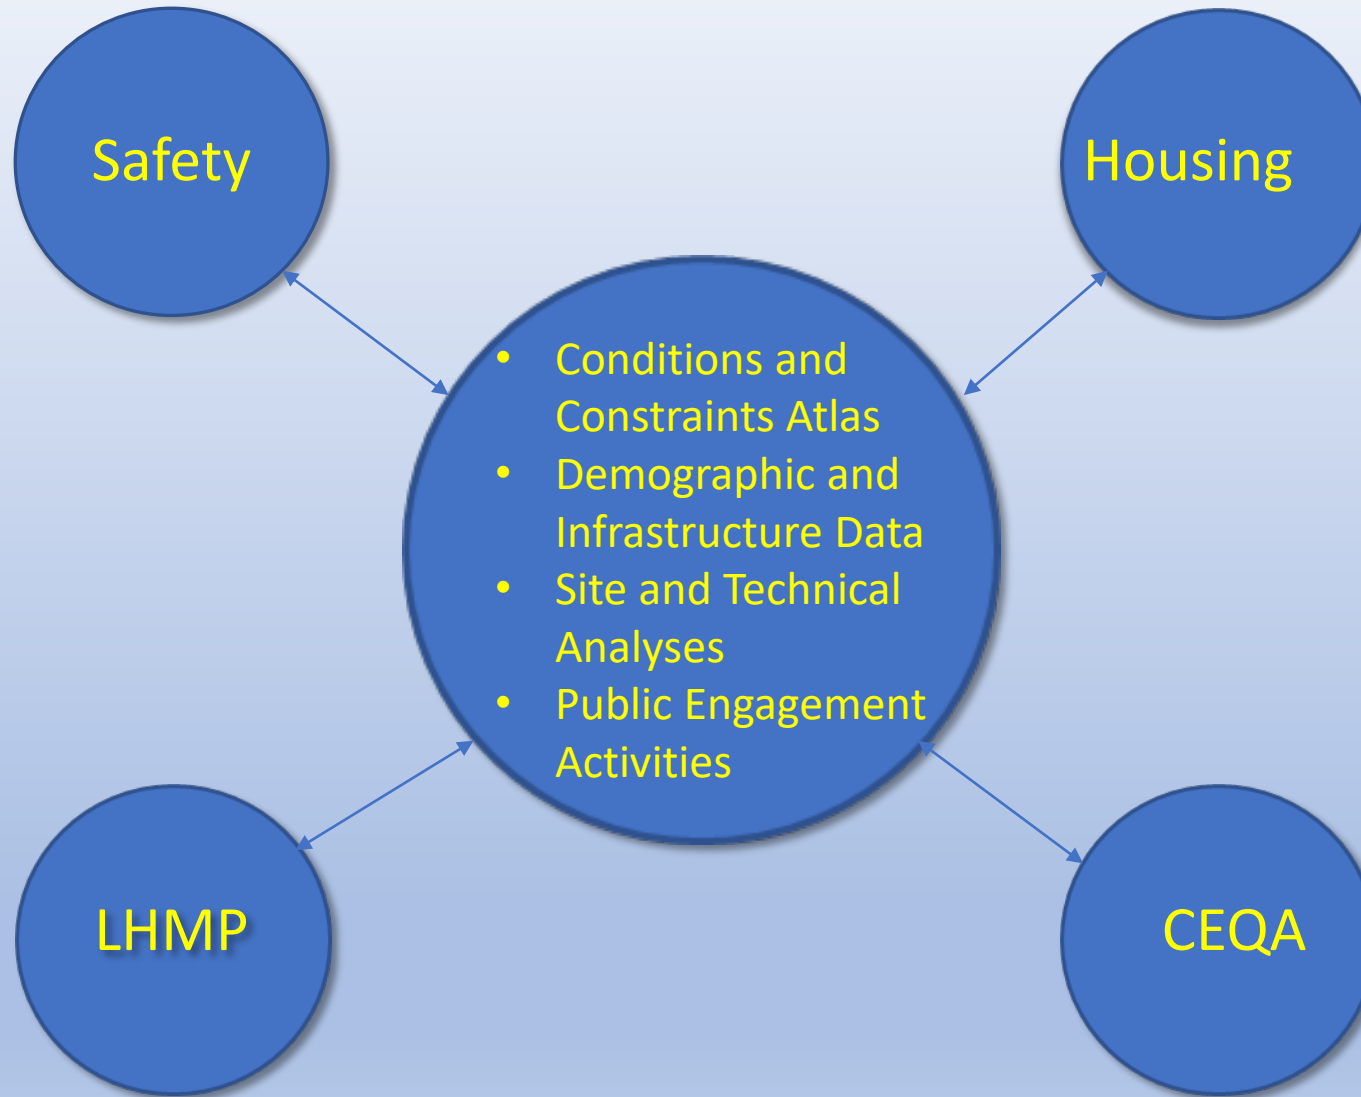 Safety
Housing
• Conditions and
Constraints Atlas
• Demographic and
Infrastructure Data
• Site and Technical
Analyses
• Public Engagement
Activities
LHMP
CEQA